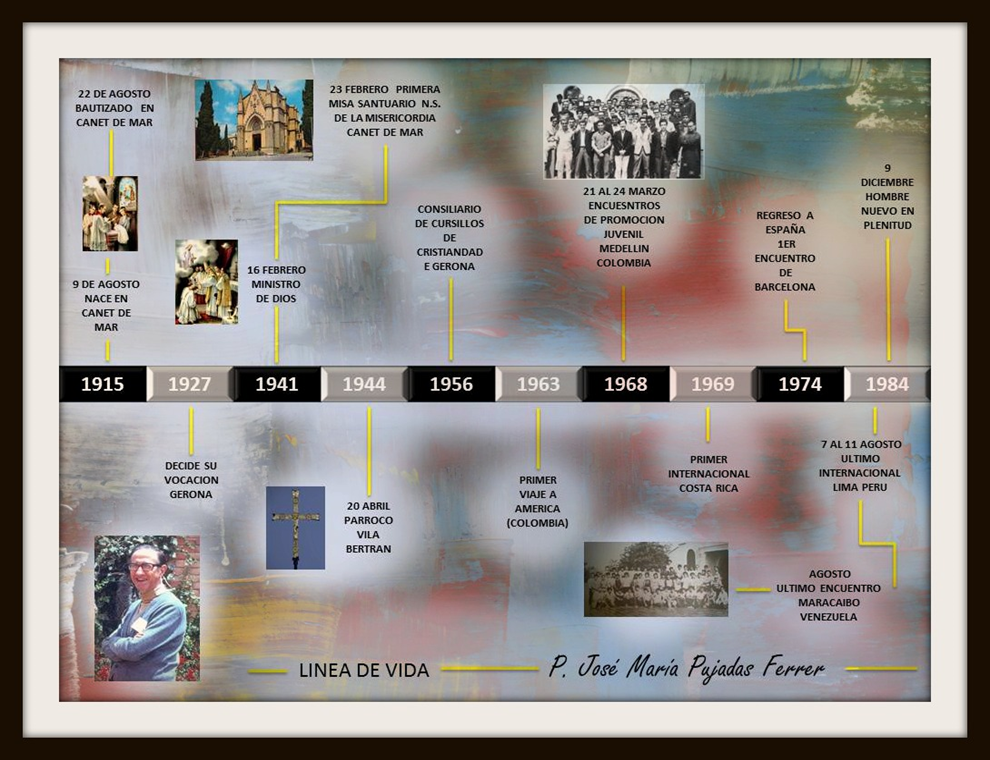 22 DE AGOSTO
BAUTIZADO EN
CANET DE MAR
9 DE AGOSTO
NACE EN
CANET DE
MAR
23 FEBRERO PRIMERA
MISA SANTUARIO N.S.
DE LA MISERICORDIA
CANET DE MAR
16 FEBRERO
MINISTRO
DE DIOS
CONSILIARIO
DE CURSILLOS
DE
CRISTIANDAD
E GERONA
21 AL 24 MARZO
ENCUESNTROS
DE PROMOCION
JUVENIL
MEDELLIN
COLOMBIA
REGRESO A
ESPAÑA
1ER
ENCUENTRO
DE
BARCELONA
9
DICIEMBRE
HOMBRE
NUEVO EN
PLENITUD
1915
1927
1941
1944
1956
1963
1968
1969
1974
1984
DECIDE SU
VOCACION
GERONA
20 ABRIL
PARROCO
VILA
BERTRAN
PRIMER
VIAJE A
AMERICA
(COLOMBIA)
PRIMER
INTERNACIONAL
COSTA RICA
7 AL 11 AGOSTO
ULTIMO
INTERNACIONAL
LIMA PERU
AGOSTO
ULTIMO ENCUENTRO
MARACAIBO
VENEZUELA
LINEA DE VIDA
P. José María Pujadas Ferrer